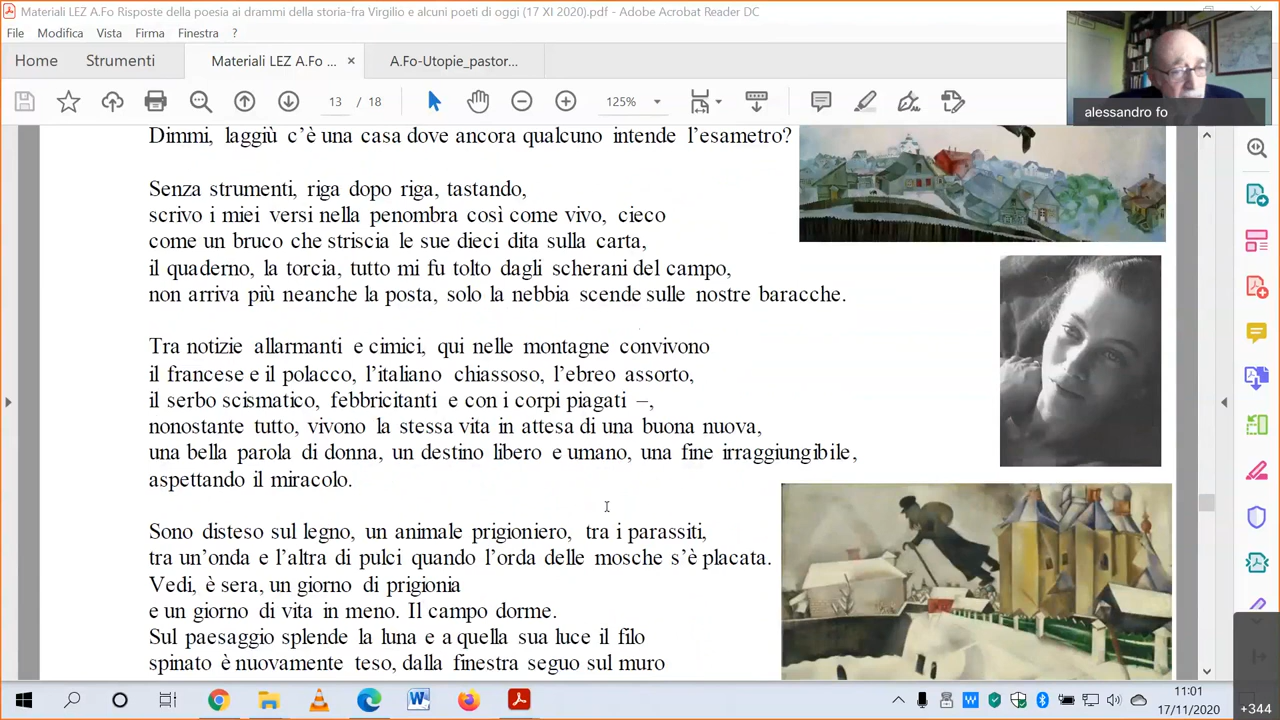 Materiali LEZ A.Fo Risposte della poesia ai drammi della storia-fra Virgilio e alcuni poeti di oggi (17 XI 2020).pdf - Adobe Acrobat Reader DC
File Modifica Vista Firma Finestra ?
Home Strumenti Materiali LEZ A.Fo ... × A.Fo-Utopie_pastor...
13 / 18 125%
alessandro fo
Dimmi, laggiù c'è una casa dove ancora qualcuno intende l'esametro?
Senza strumenti, riga dopo riga, tastando,
scrivo i miei versi nella penombra così come vivo, cieco
come un bruco che striscia le sue dieci dita sulla carta,
il quaderno, la torcia, tutto mi fu tolto dagli scherani del campo,
non arriva più neanche la posta, solo la nebbia scende sulle nostre baracche.
Tra notizie allarmanti e cimici, qui nelle montagne convivono
il francese e il polacco, l'italiano chiassoso, l'ebreo assorto,
il serbo scismatico, febbricitanti e con i corpi piagati –,
nonostante tutto, vivono la stessa vita in attesa di una buona nuova,
una bella parola di donna, un destino libero e umano, una fine irraggiungibile,
aspettando il miracolo.
Sono disteso sul legno, un animale prigioniero, tra i parassiti,
tra un'onda e l'altra di pulci quando l'orda delle mosche s'è placata.
Vedi, è sera, un giorno di prigionia
e un giorno di vita in meno. Il campo dorme.
Sul paesaggio splende la luna e a quella sua luce il filo
spinato è nuovamente teso, dalla finestra seguo sul muro
11:01
17/11/2020
+344